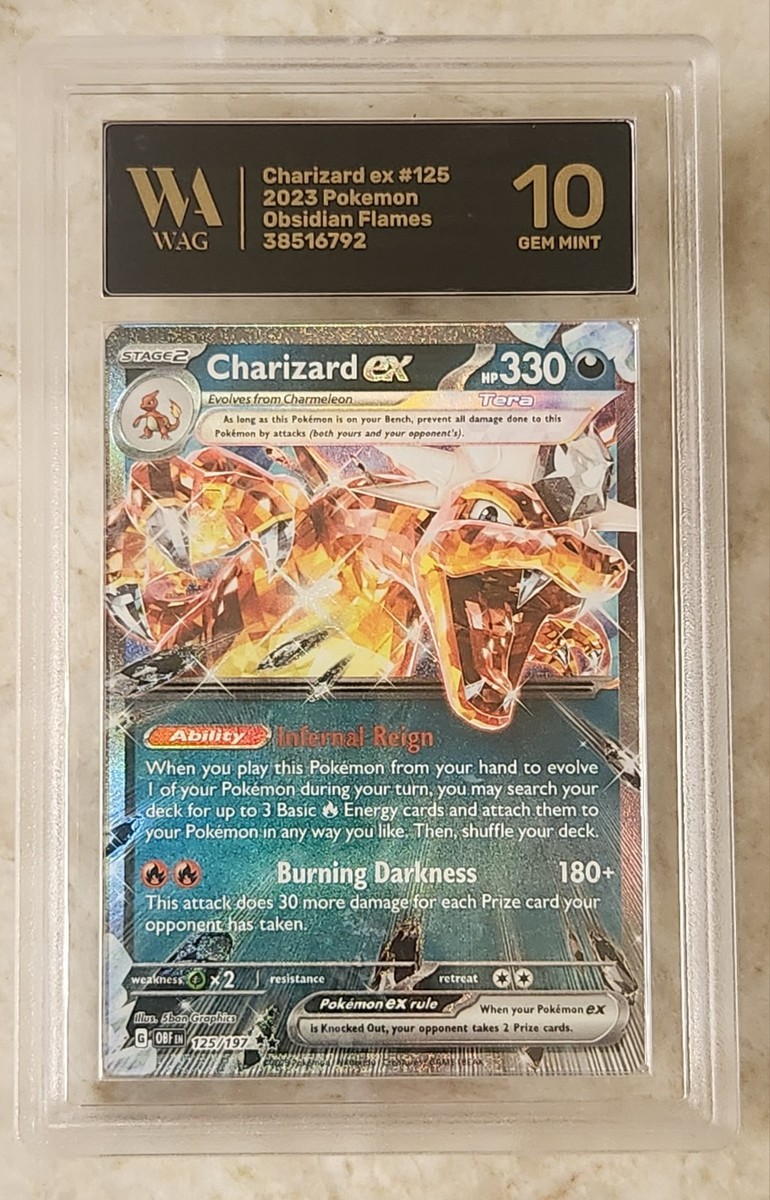 WA
WAG
Charizard ex #125
2023 Pokemon
Obsidian Flames
38516792
10
GEM MINT
STAGE2
Charizard ex
HP 330
Evolves from Charmeleon
Tera
As long as this Pokémon is on your Bench, prevent all damage done to this
Pokémon by attacks (both yours and your opponent's).
Ability Infernal Reign
When you play this Pokémon from your hand to evolve
1 of your Pokémon during your turn, you may search your
deck for up to 3 Basic Energy cards and attach them to
your Pokémon in any way you like. Then, shuffle your deck.
Burning Darkness 180+
This attack does 30 more damage for each Prize card your
opponent has taken.
weakness ×2 resistance retreat
Pokémon ex rule
When your Pokémon ex
is Knocked Out, your opponent takes 2 Prize cards.
Illus. 5ban Graphics
G OBF EN 125/197